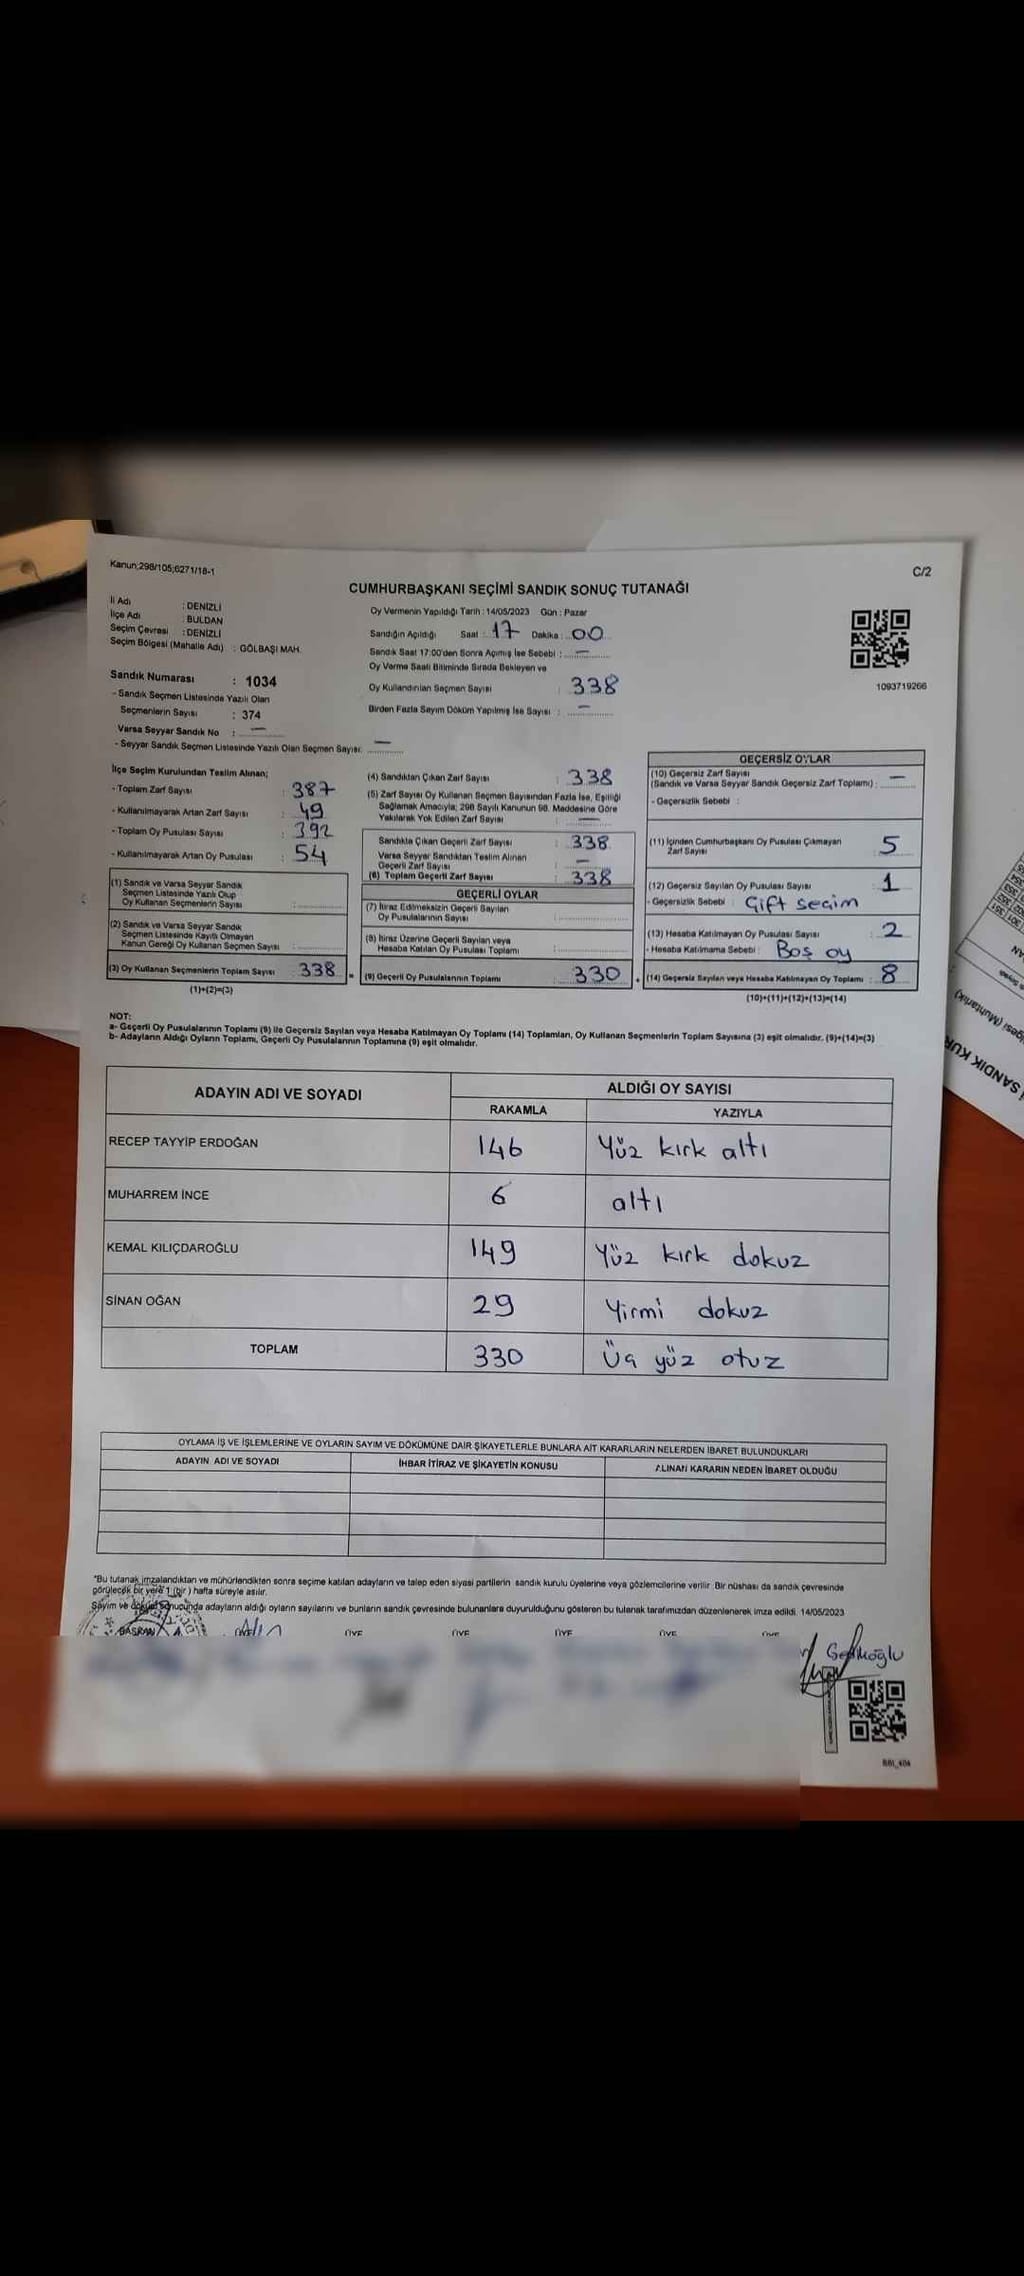 Kanun;298/105;6271/18-1
C/2
CUMHURBAŞKANI SEÇİMİ SANDIK SONUÇ TUTANAĞI
İl Adı : DENİZLİ
İlçe Adı : BULDAN
Seçim Çevresi : DENİZLİ
Seçim Bölgesi (Mahalle Adı) : GÖLBAŞI MAH.
Oy Vermenin Yapıldığı Tarih : 14/05/2023 Gün : Pazar
Sandığın Açıldığı Saat : 17 Dakika : 00
Sandık Saat 17:00'den Sonra Açılmış İse Sebebi : —
Oy Verme Saati Bitiminde Sırada Bekleyen ve
Oy Kullandırılan Seçmen Sayısı : 338
Birden Fazla Sayım Döküm Yapılmış İse Sayısı : —
1093719266
Sandık Numarası : 1034
- Sandık Seçmen Listesinde Yazılı Olan
Seçmenlerin Sayısı : 374
Varsa Seyyar Sandık No : —
- Seyyar Sandık Seçmen Listesinde Yazılı Olan Seçmen Sayısı: —
İlçe Seçim Kurulundan Teslim Alınan;
- Toplam Zarf Sayısı : 387
- Kullanılmayarak Artan Zarf Sayısı : 49
- Toplam Oy Pusulası Sayısı : 392
- Kullanılmayarak Artan Oy Pusulası : 54
(1) Sandık ve Varsa Seyyar Sandık
Seçmen Listesinde Yazılı Olup
Oy Kullanan Seçmenlerin Sayısı :
(2) Sandık ve Varsa Seyyar Sandık
Seçmen Listesinde Kayıtlı Olmayan
Kanun Gereği Oy Kullanan Seçmen Sayısı :
(3) Oy Kullanan Seçmenlerin Toplam Sayısı 338 =
(1)+(2)=(3)
(4) Sandıktan Çıkan Zarf Sayısı : 338
(5) Zarf Sayısı Oy Kullanan Seçmen Sayısından Fazla İse, Eşitliği
Sağlamak Amacıyla; 298 Sayılı Kanunun 98. Maddesine Göre
Yakılarak Yok Edilen Zarf Sayısı : —
Sandıkta Çıkan Geçerli Zarf Sayısı : 338
Varsa Seyyar Sandıktan Teslim Alınan
Geçerli Zarf Sayısı : —
(6) Toplam Geçerli Zarf Sayısı : 338
GEÇERLİ OYLAR
(7) İtiraz Edilmeksizin Geçerli Sayılan
Oy Pusulalarının Sayısı :
(8) İtiraz Üzerine Geçerli Sayılan veya
Hesaba Katılan Oy Pusulası Toplamı :
(9) Geçerli Oy Pusulalarının Toplamı : 330 +
GEÇERSİZ OYLAR
(10) Geçersiz Zarf Sayısı
(Sandık ve Varsa Seyyar Sandık Geçersiz Zarf Toplamı) : —
- Geçersizlik Sebebi :
(11) İçinden Cumhurbaşkanı Oy Pusulası Çıkmayan
Zarf Sayısı : 5
(12) Geçersiz Sayılan Oy Pusulası Sayısı : 1
- Geçersizlik Sebebi : Çift seçim
(13) Hesaba Katılmayan Oy Pusulası Sayısı : 2
- Hesaba Katılmama Sebebi : Boş oy
(14) Geçersiz Sayılan veya Hesaba Katılmayan Oy Toplamı : 8
(10)+(11)+(12)+(13)=(14)
NOT:
a- Geçerli Oy Pusulalarının Toplamı (9) ile Geçersiz Sayılan veya Hesaba Katılmayan Oy Toplamı (14) Toplamları, Oy Kullanan Seçmenlerin Toplam Sayısına (3) eşit olmalıdır. (9)+(14)=(3)
b- Adayların Aldığı Oyların Toplamı, Geçerli Oy Pusulalarının Toplamına (9) eşit olmalıdır.
ADAYIN ADI VE SOYADI
ALDIĞI OY SAYISI
RAKAMLA YAZIYLA
RECEP TAYYİP ERDOĞAN 146 Yüz kırk altı
MUHARREM İNCE 6 altı
KEMAL KILIÇDAROĞLU 149 Yüz kırk dokuz
SİNAN OĞAN 29 Yirmi dokuz
TOPLAM 330 Üç yüz otuz
OYLAMA İŞ VE İŞLEMLERİNE VE OYLARIN SAYIM VE DÖKÜMÜNE DAİR ŞİKAYETLERLE BUNLARA AİT KARARLARIN NELERDEN İBARET BULUNDUKLARI
ADAYIN ADI VE SOYADI
İHBAR İTİRAZ VE ŞİKAYETİN KONUSU
ALINAN KARARIN NEDEN İBARET OLDUĞU
*Bu tutanak imzalandıktan ve mühürlendikten sonra seçime katılan adayların ve talep eden siyasi partilerin sandık kurulu üyelerine veya gözlemcilerine verilir. Bir nüshası da sandık çevresinde
görülecek bir yere 1 (bir) hafta süreyle asılır.
Sayım ve döküm sonucunda adayların aldığı oyların sayılarını ve bunların sandık çevresinde bulunanlara duyurulduğunu gösteren bu tutanak tarafımızdan düzenlenerek imza edildi. 14/05/2023
BAŞKAN ÜYE ÜYE ÜYE ÜYE ÜYE